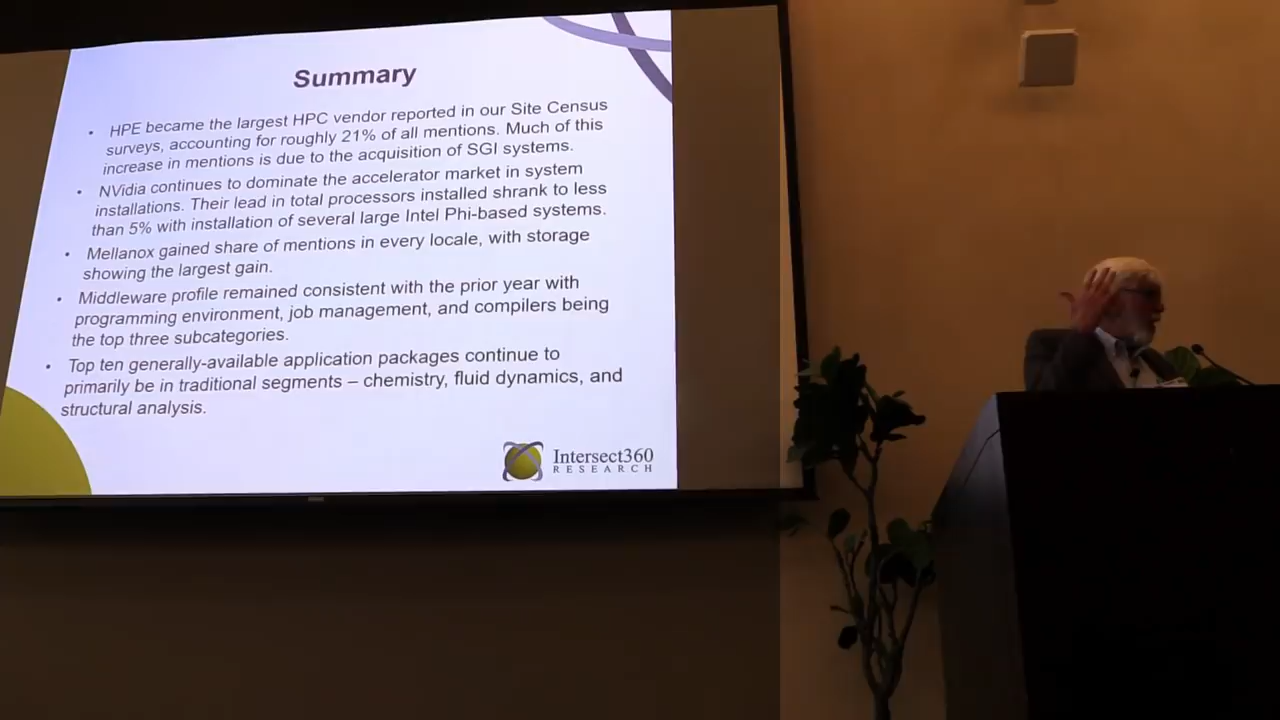 Summary
• HPE became the largest HPC vendor reported in our Site Census
surveys, accounting for roughly 21% of all mentions. Much of this
increase in mentions is due to the acquisition of SGI systems.
• NVidia continues to dominate the accelerator market in system
installations. Their lead in total processors installed shrank to less
than 5% with installation of several large Intel Phi-based systems.
• Mellanox gained share of mentions in every locale, with storage
showing the largest gain.
• Middleware profile remained consistent with the prior year with
programming environment, job management, and compilers being
the top three subcategories.
• Top ten generally-available application packages continue to
primarily be in traditional segments – chemistry, fluid dynamics, and
structural analysis.
Intersect360
RESEARCH